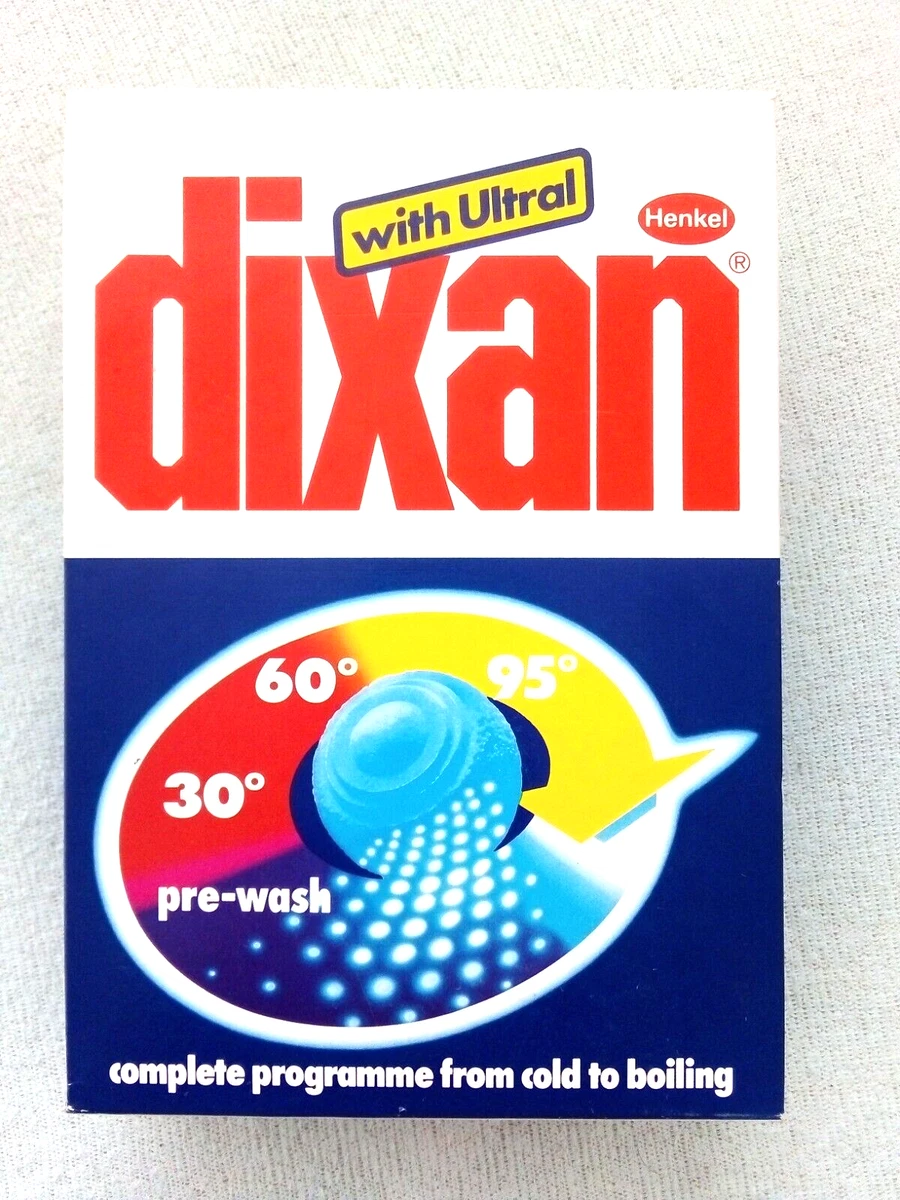 with Ultral
Henkel
dixan®
60° 95°
30°
pre-wash
complete programme from cold to boiling